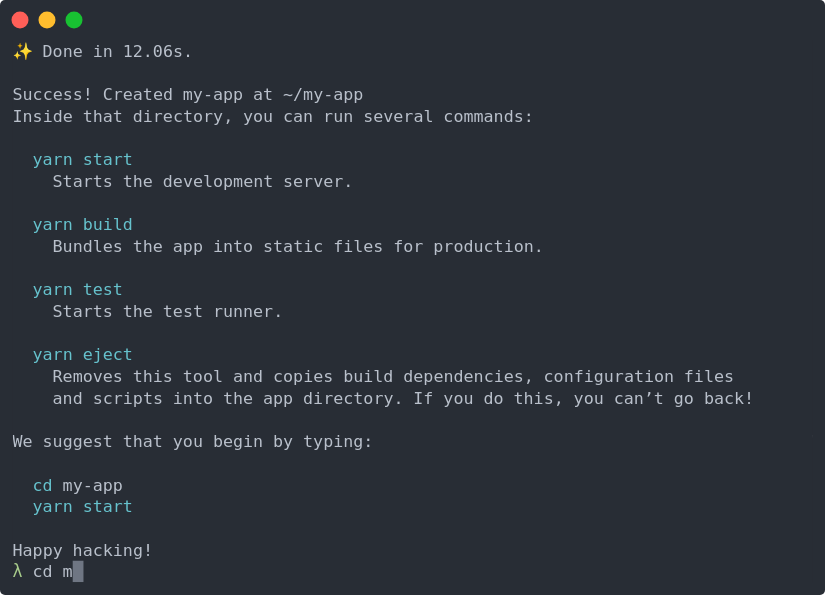 ✨ Done in 12.06s.

Success! Created my-app at ~/my-app
Inside that directory, you can run several commands:

  yarn start
    Starts the development server.

  yarn build
    Bundles the app into static files for production.

  yarn test
    Starts the test runner.

  yarn eject
    Removes this tool and copies build dependencies, configuration files
    and scripts into the app directory. If you do this, you can’t go back!

We suggest that you begin by typing:

  cd my-app
  yarn start

Happy hacking!
λ cd m